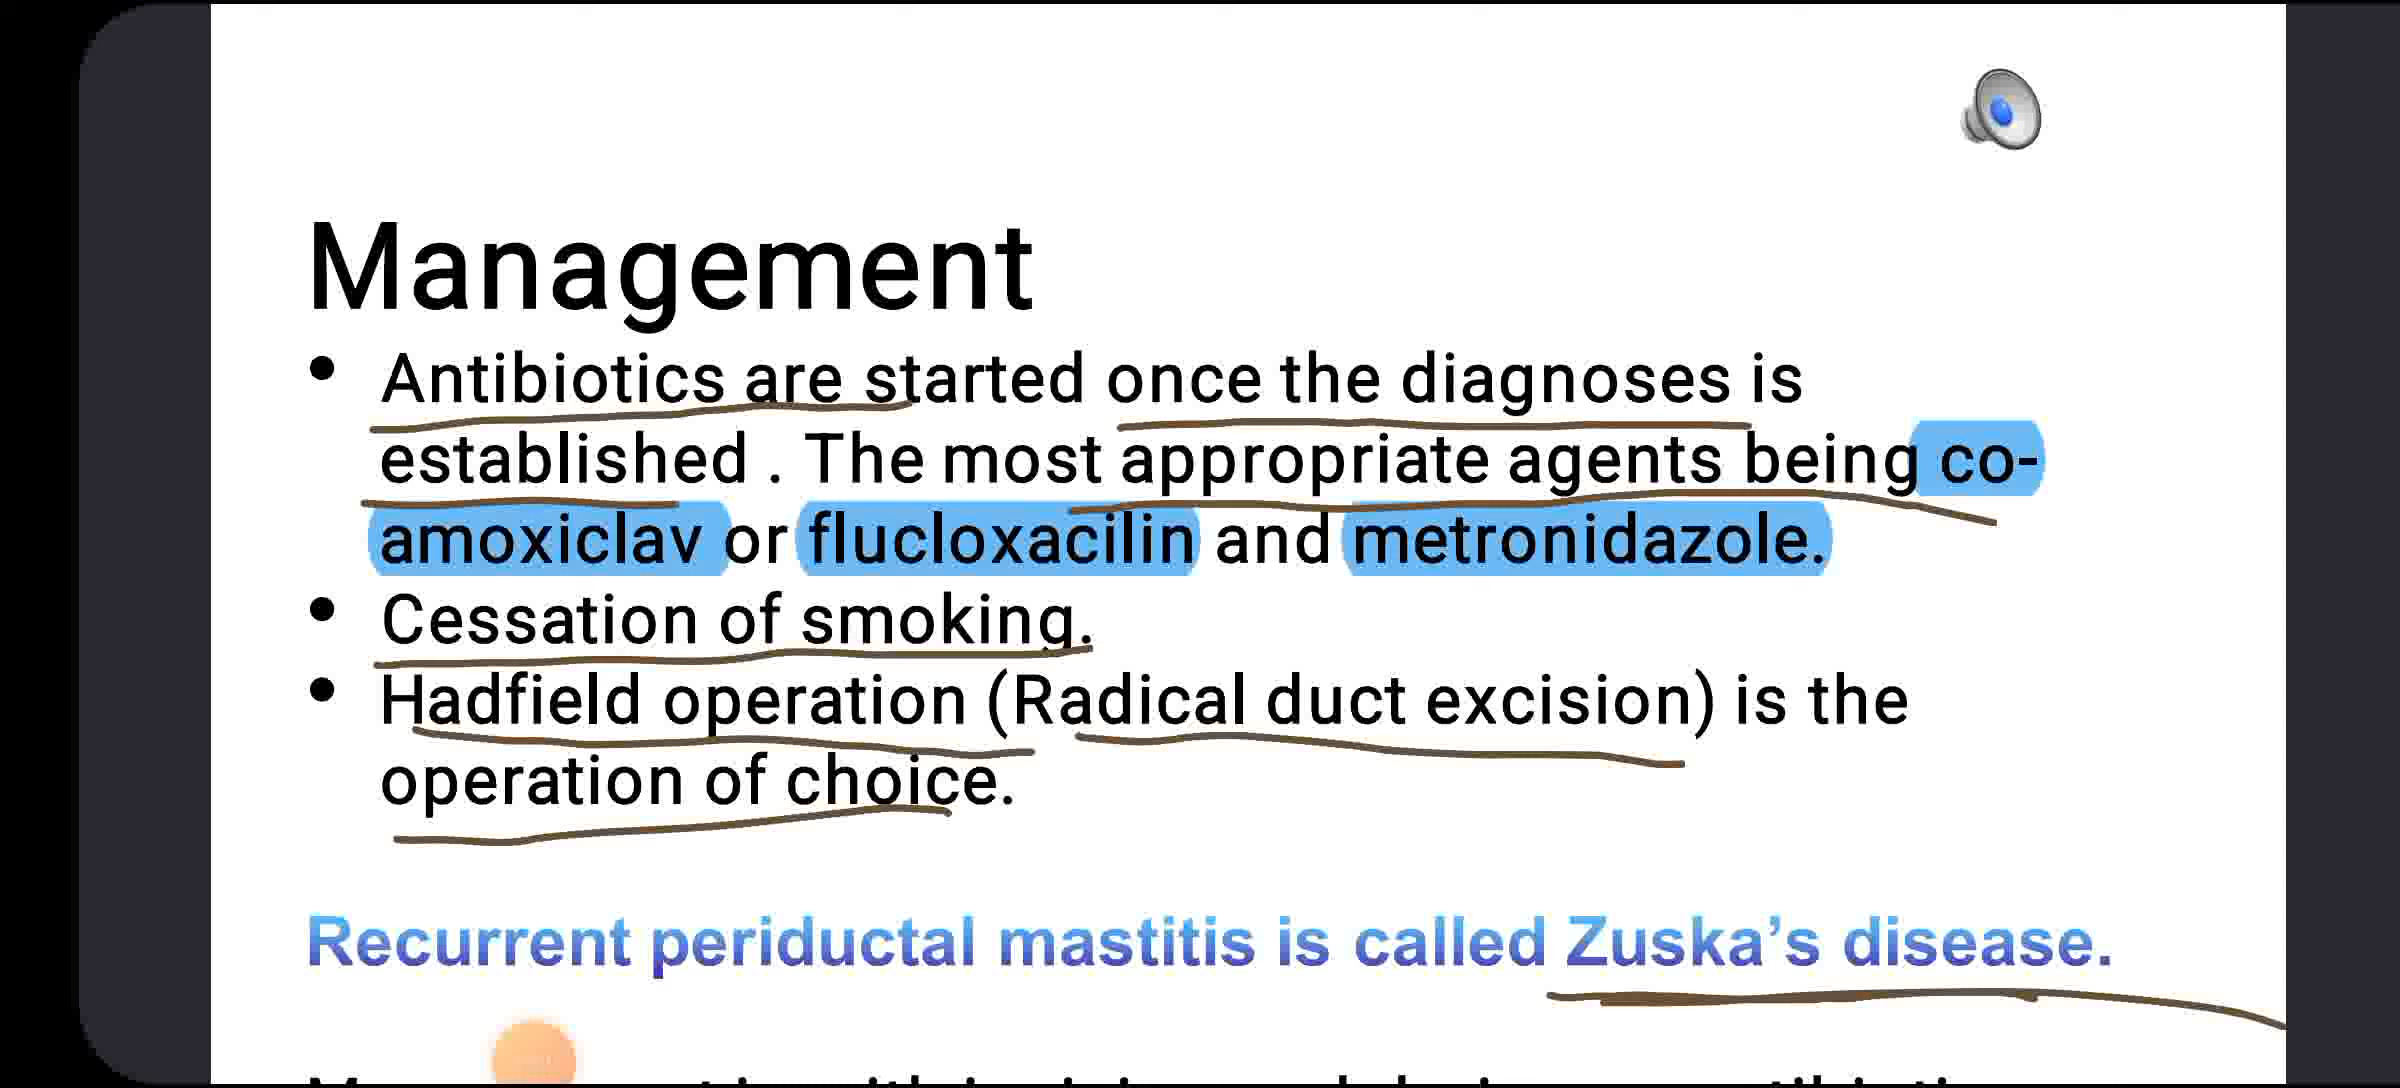 Management
• Antibiotics are started once the diagnoses is
established . The most appropriate agents being co-
amoxiclav or flucloxacilin and metronidazole.
• Cessation of smoking.
• Hadfield operation (Radical duct excision) is the
operation of choice.
Recurrent periductal mastitis is called Zuska’s disease.